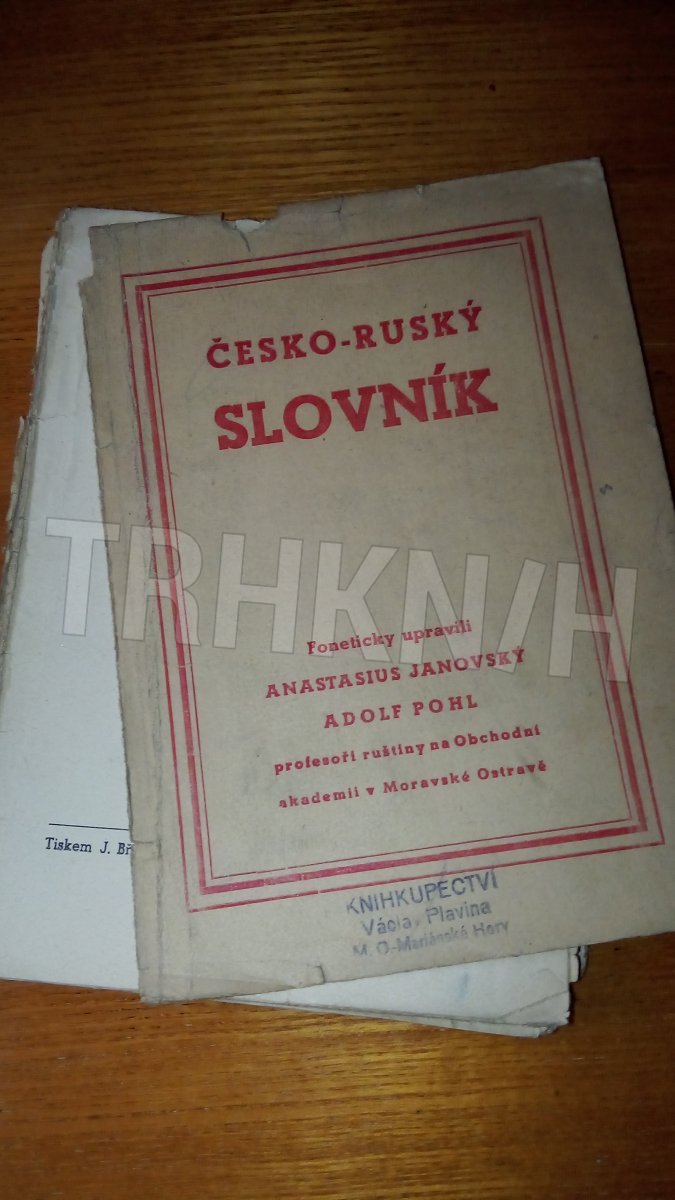 ČESKO-RUSKÝ
SLOVNÍK
TRHKNIH
Foneticky upravili
ANASTASIUS JANOVSKÝ
ADOLF POHL
profesoři ruštiny na Obchodní
akademii v Moravské Ostravě
Tiskem J. Bř
KNIHKUPECTVÍ
Václav Plavina
M. O.-Mariánské Hory